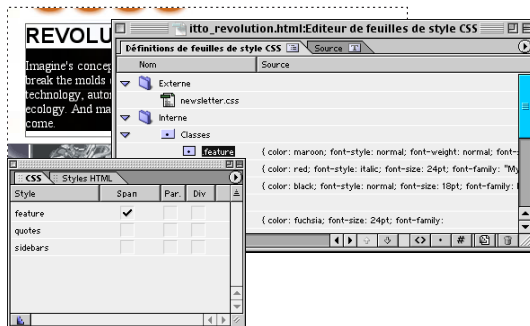 REVOLU
Imagine's concep
break the molds
technology, auto
ecology. And ma
come.
itto_revolution.html:Editeur de feuilles de style CSS
Définitions de feuilles de style CSS
Source
Nom
Source
Externe
newsletter.css
Interne
Classes
.feature
{ color: maroon; font-style: normal; font-weight: normal; font-
{ color: red; font-style: italic; font-size: 24pt; font-family: "My
{ color: black; font-style: normal; font-size: 18pt; font-family:
{ color: fuchsia; font-size: 24pt; font-family:
CSS
Styles HTML
Style Span Par. Div
feature
quotes
sidebars